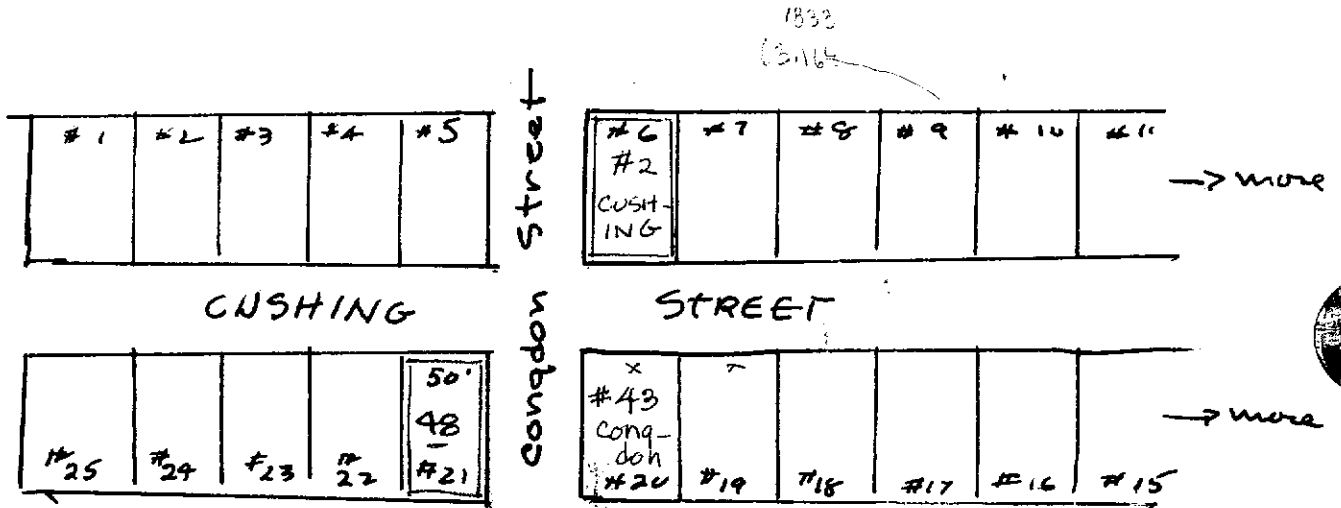 1833
#1 #2 #3 #4 #5
#6 #7 #8 #9 #10 #11
#2
CUSH-
ING
→ more
Congdon Street
CUSHING STREET
50'
48
#25 #24 #23 #22 #21
x
#43
Cong-
don
#20 #19 #18 #17 #16 #15
→ more